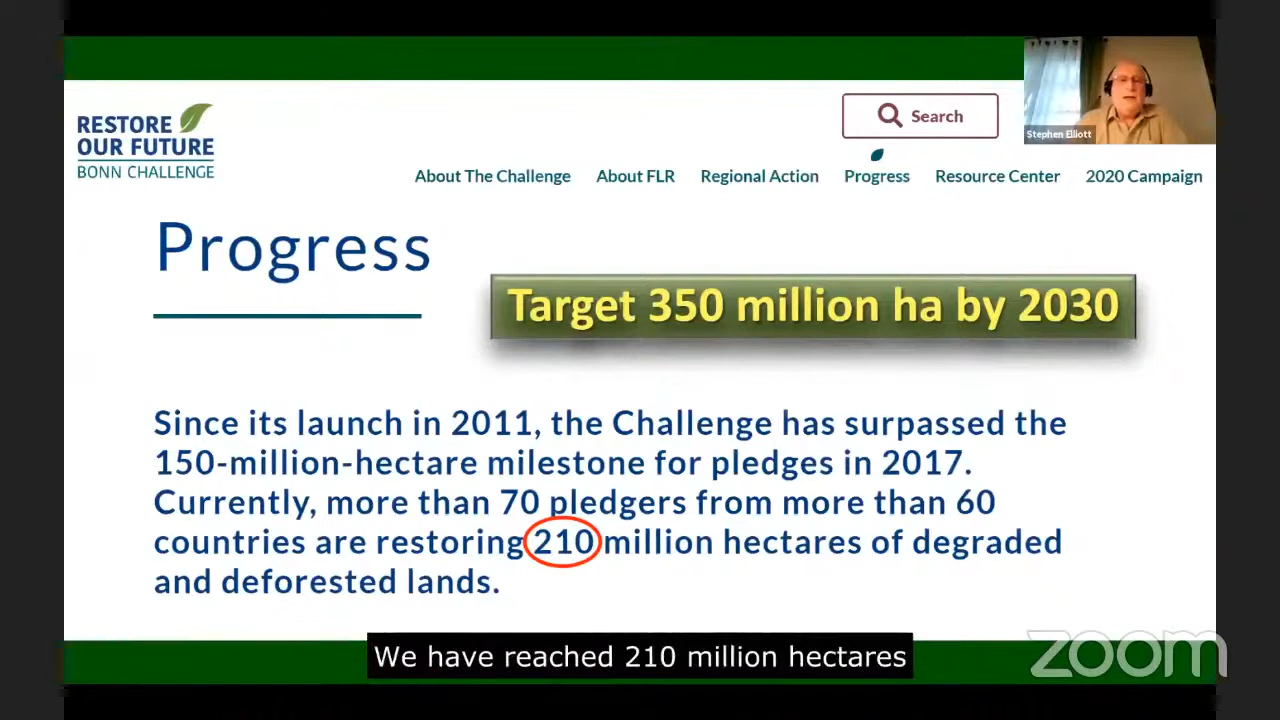 RESTORE
OUR FUTURE
BONN CHALLENGE
Search
Stephen Elliott
About The Challenge About FLR Regional Action Progress Resource Center 2020 Campaign
Progress
Target 350 million ha by 2030
Since its launch in 2011, the Challenge has surpassed the
150-million-hectare milestone for pledges in 2017.
Currently, more than 70 pledgers from more than 60
countries are restoring 210 million hectares of degraded
and deforested lands.
We have reached 210 million hectares
zoom